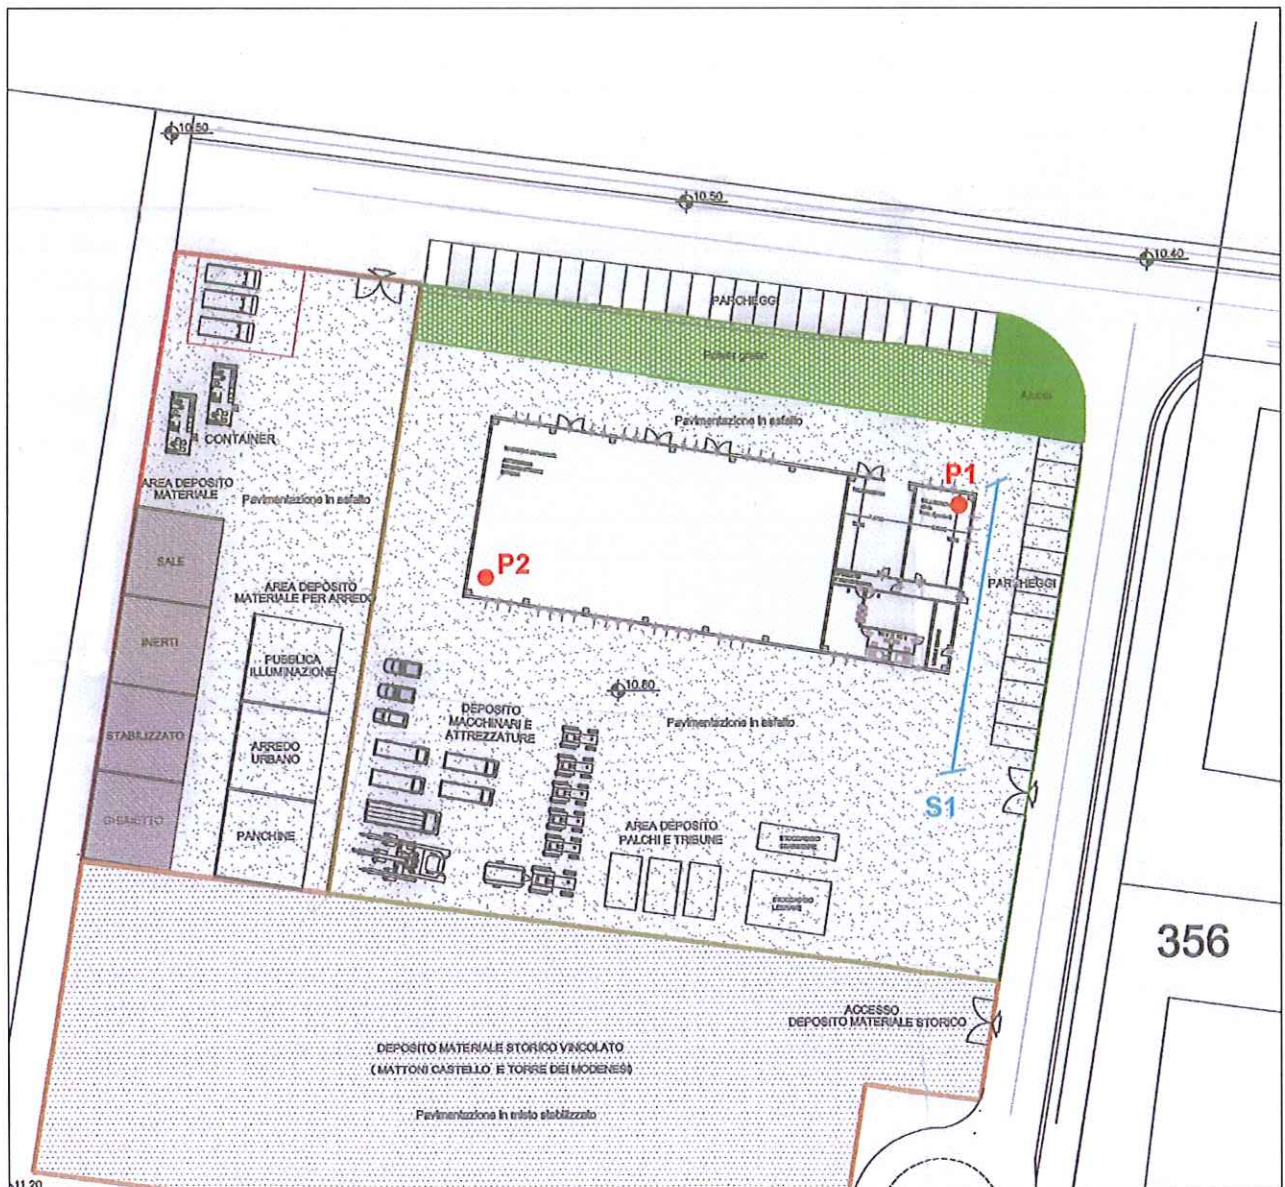 10.50
10.50
10.40
PARCHEGGI
Aiuola
Pavimentazione in asfalto
CONTAINER
AREA DEPOSITO
MATERIALE
Pavimentazione in asfalto
P1
SALE
P2
AREA DEPOSITO
MATERIALE PER ARREDO
PARCHEGGI
INERTI
PUBBLICA
ILLUMINAZIONE
10.80
DEPOSITO
MACCHINARI E
ATTREZZATURE
Pavimentazione in asfalto
STABILIZZATO
ARREDO
URBANO
S1
GHIAIETTO
PANCHINE
AREA DEPOSITO
PALCHI E TRIBUNE
356
ACCESSO
DEPOSITO MATERIALE STORICO
DEPOSITO MATERIALE STORICO VINCOLATO
( MATTONI CASTELLO E TORRE DEI MODENESI)
Pavimentazione in misto stabilizzato
11.20